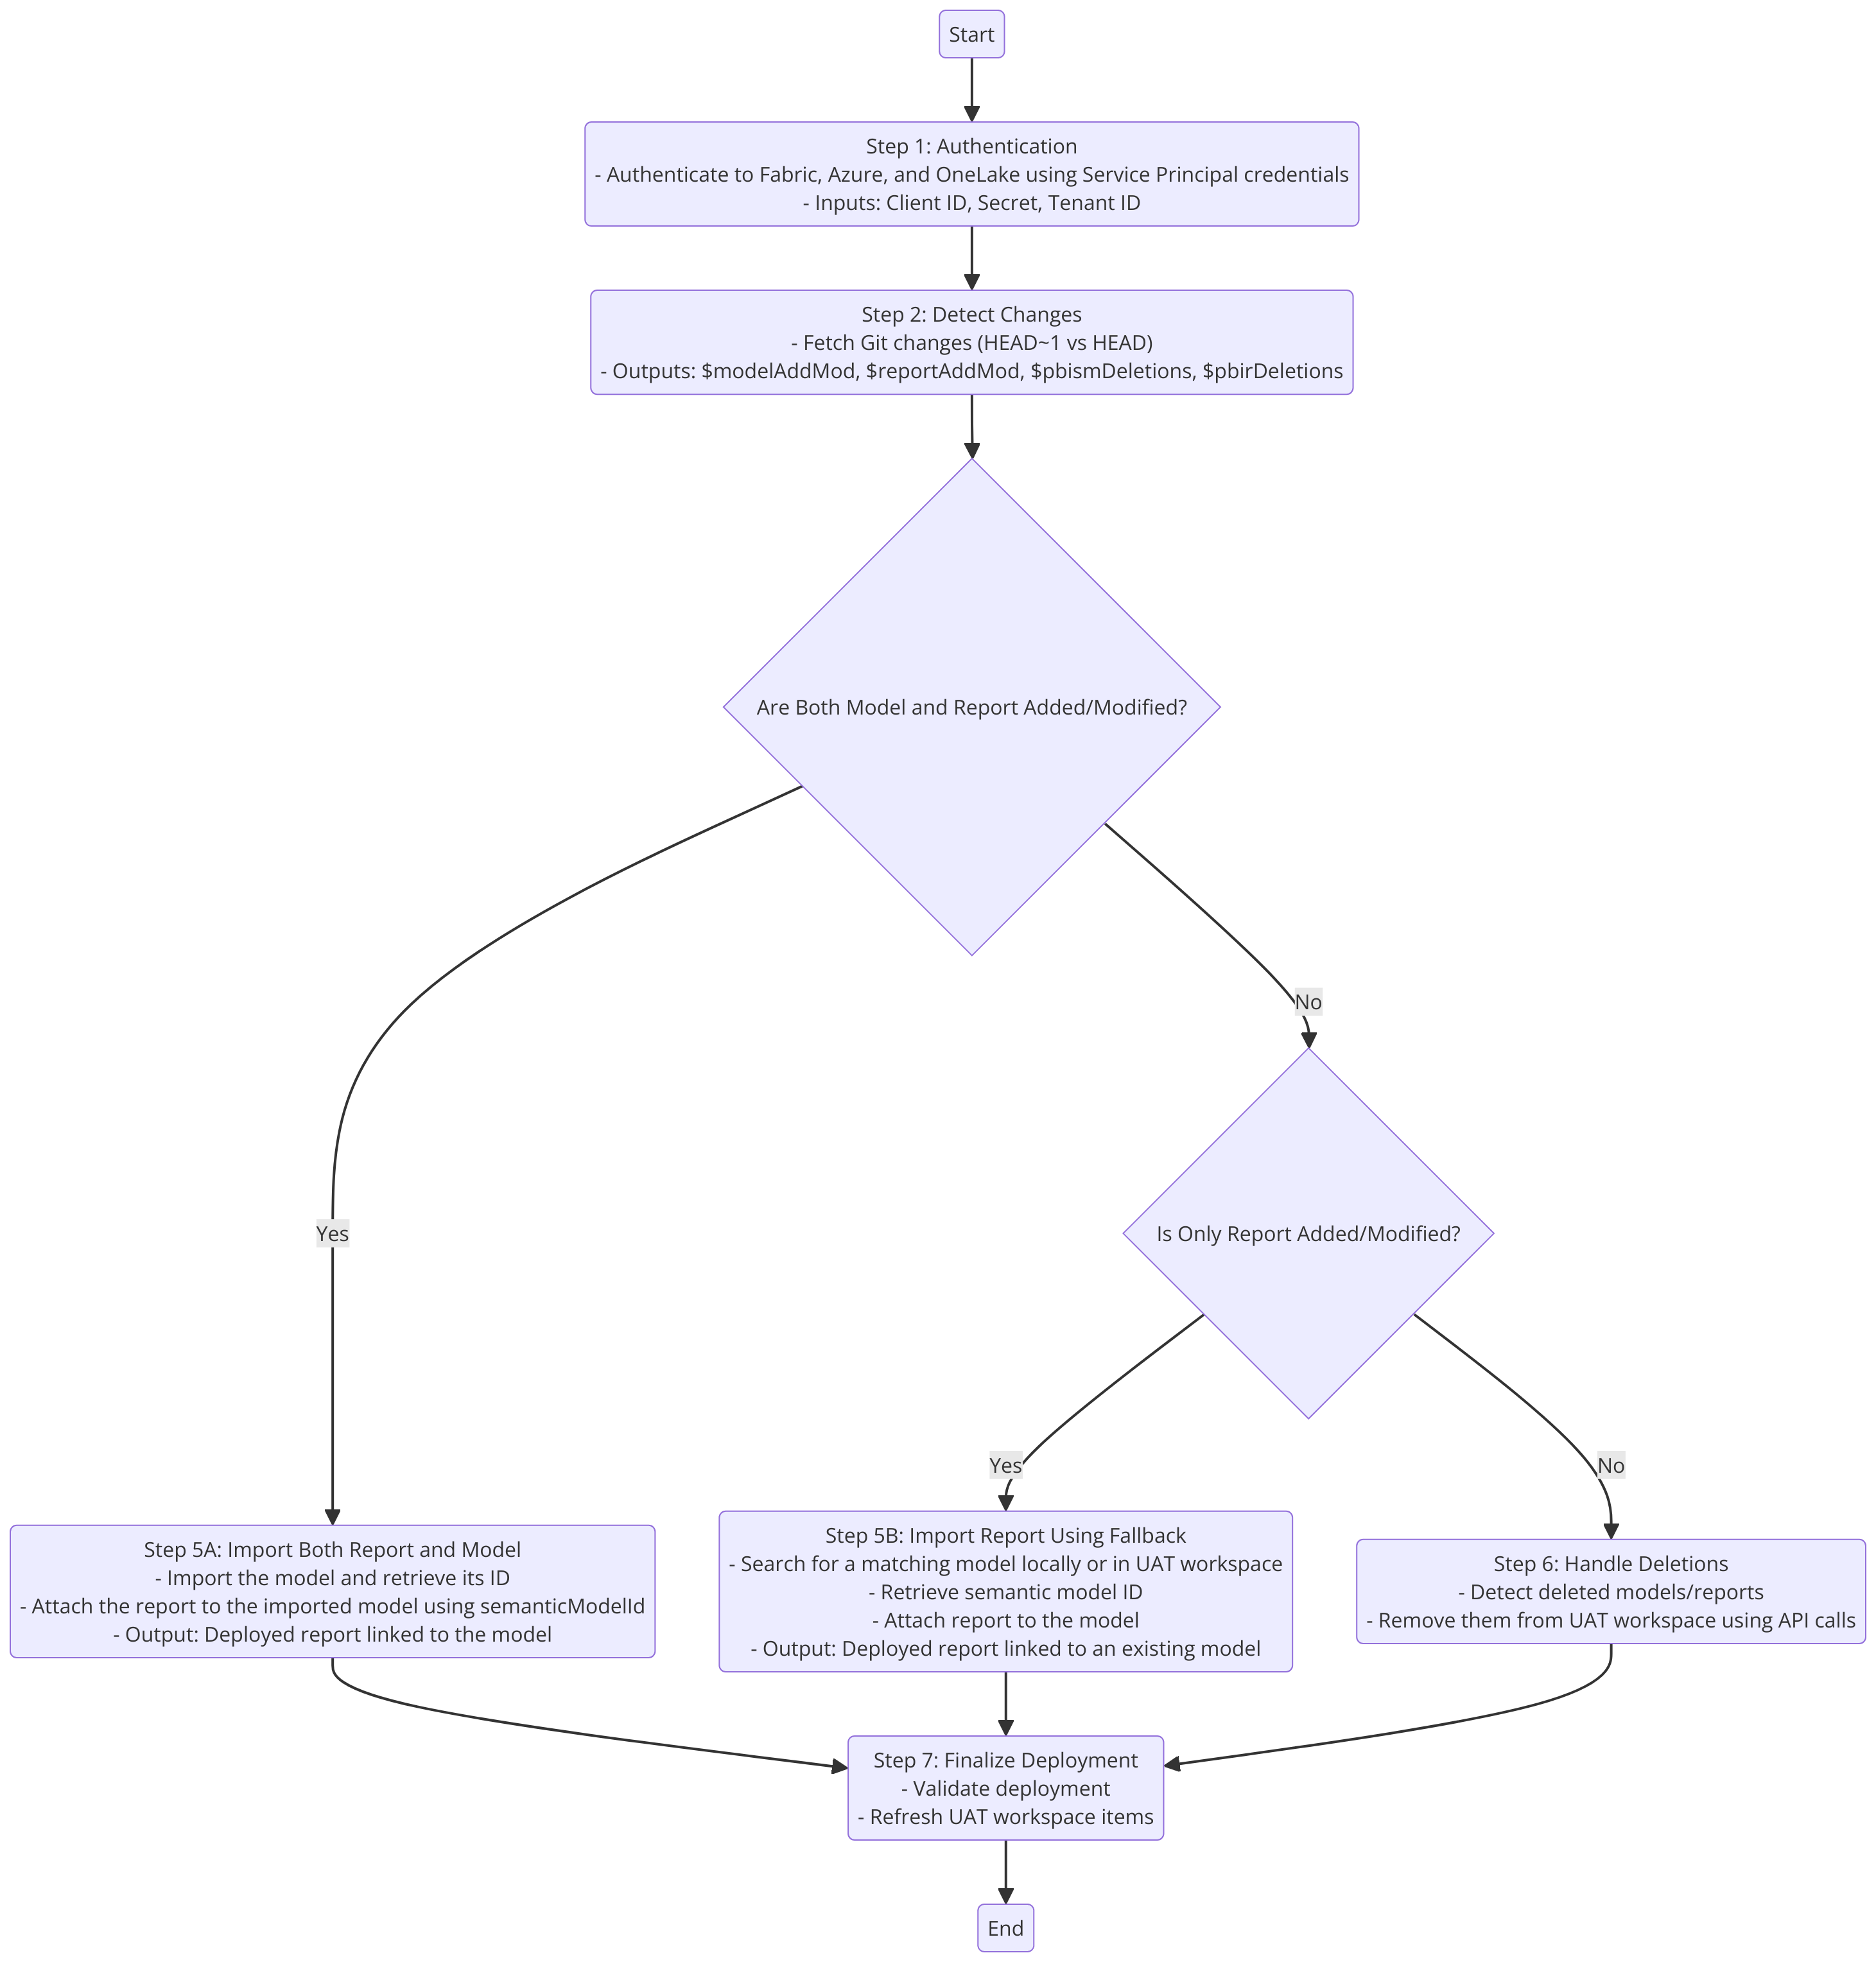 Start
Step 1: Authentication
- Authenticate to Fabric, Azure, and OneLake using Service Principal credentials
- Inputs: Client ID, Secret, Tenant ID
Step 2: Detect Changes
- Fetch Git changes (HEAD~1 vs HEAD)
- Outputs: $modelAddMod, $reportAddMod, $pbismDeletions, $pbirDeletions
Are Both Model and Report Added/Modified?
No
Yes
Is Only Report Added/Modified?
Yes
No
Step 5A: Import Both Report and Model
- Import the model and retrieve its ID
- Attach the report to the imported model using semanticModelId
- Output: Deployed report linked to the model
Step 5B: Import Report Using Fallback
- Search for a matching model locally or in UAT workspace
- Retrieve semantic model ID
- Attach report to the model
- Output: Deployed report linked to an existing model
Step 6: Handle Deletions
- Detect deleted models/reports
- Remove them from UAT workspace using API calls
Step 7: Finalize Deployment
- Validate deployment
- Refresh UAT workspace items
End